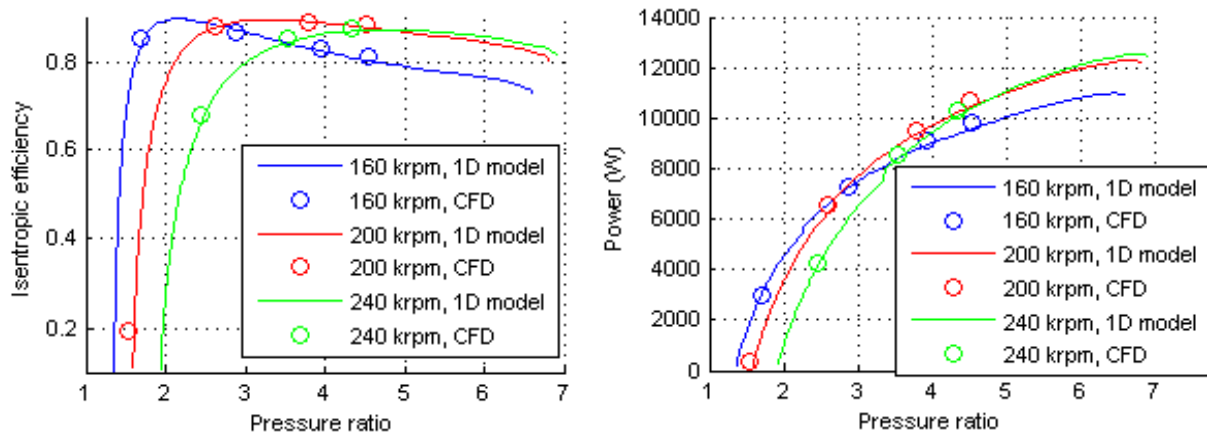 0.8
0.6
0.4
0.2
Isentropic efficiency
160 krpm, 1D model
160 krpm, CFD
200 krpm, 1D model
200 krpm, CFD
240 krpm, 1D model
240 krpm, CFD
1 2 3 4 5 6 7
Pressure ratio
14000
12000
10000
8000
6000
4000
2000
0
Power (W)
160 krpm, 1D model
160 krpm, CFD
200 krpm, 1D model
200 krpm, CFD
240 krpm, 1D model
240 krpm, CFD
1 2 3 4 5 6 7
Pressure ratio